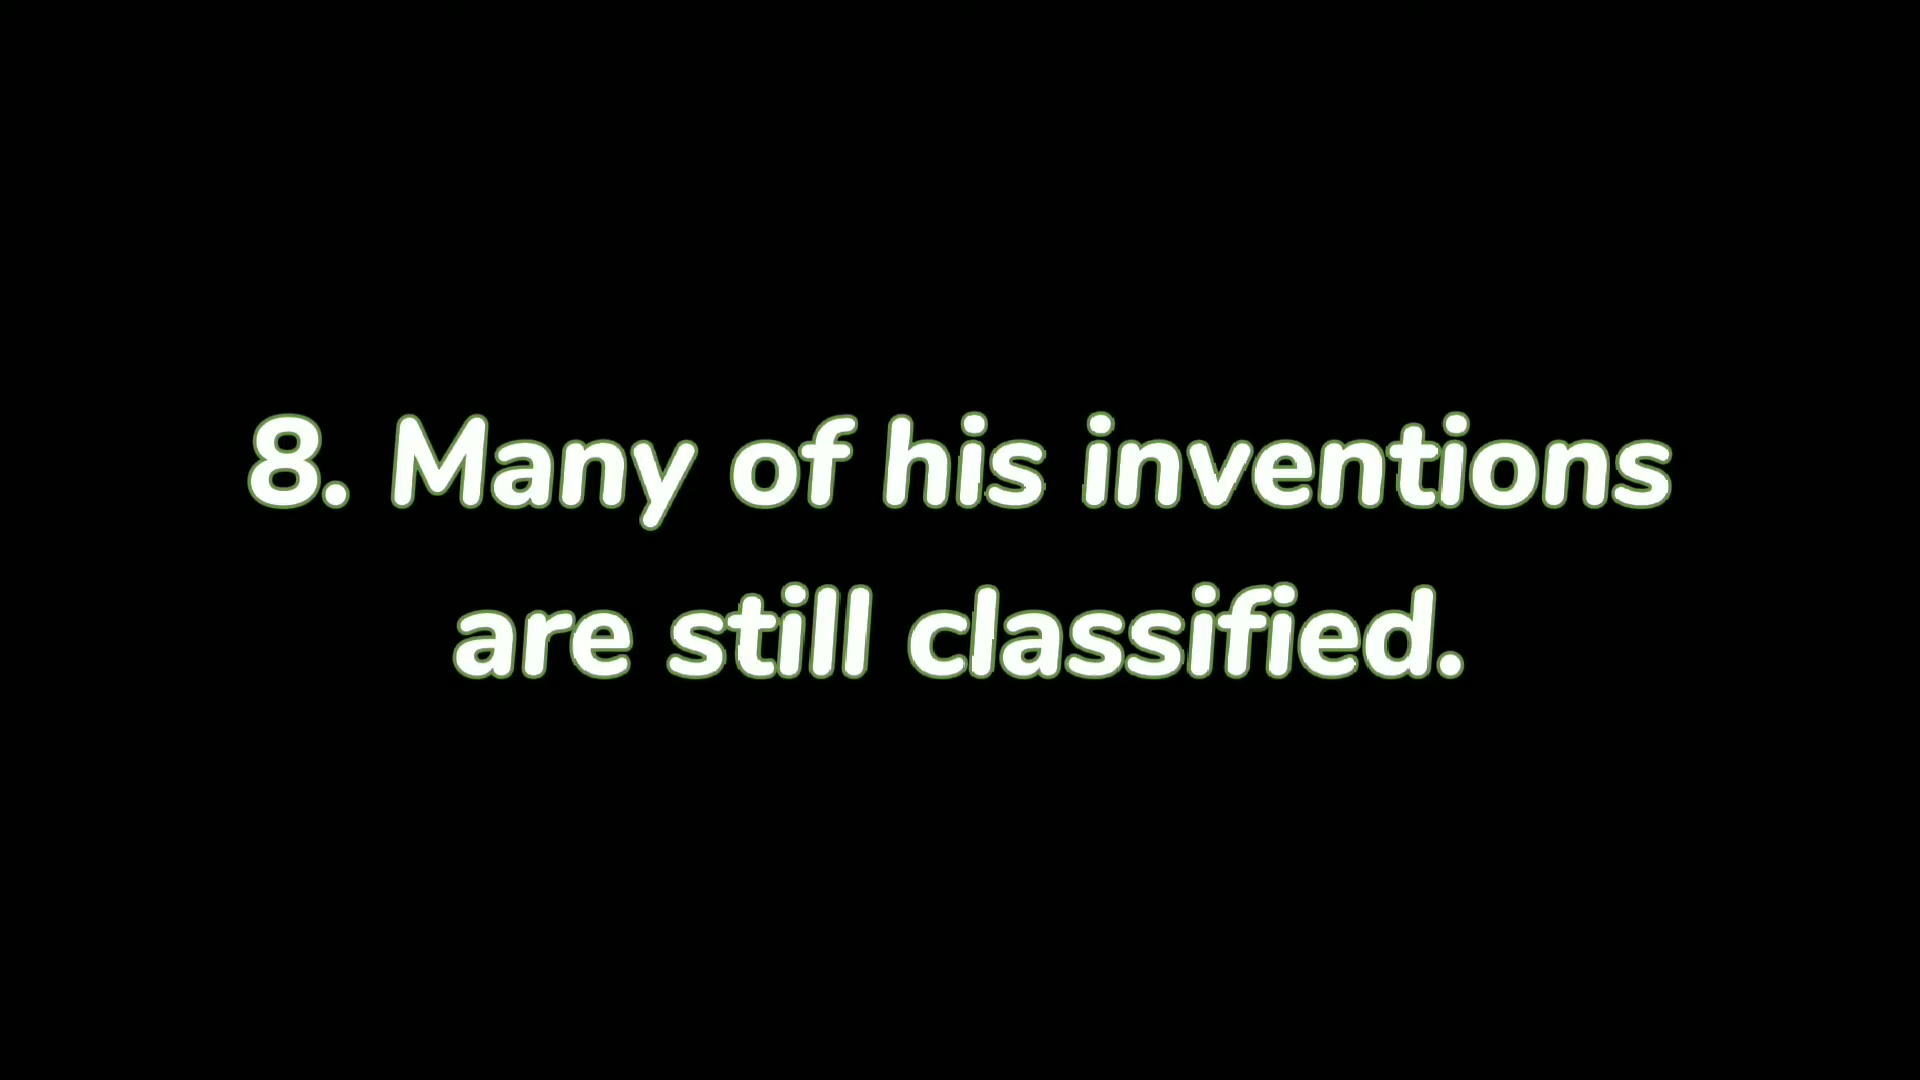 8. Many of his inventions
are still classified.